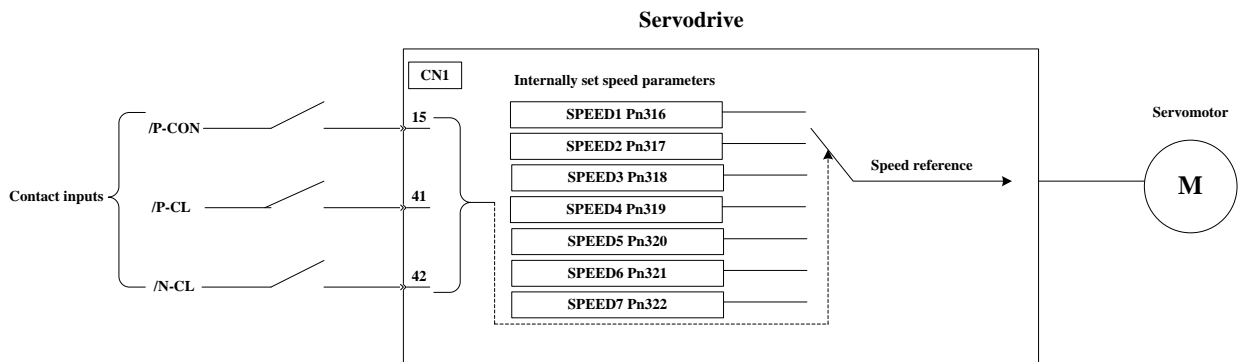 Servodrive
CN1
Internally set speed parameters
SPEED1 Pn316
SPEED2 Pn317
SPEED3 Pn318
SPEED4 Pn319
SPEED5 Pn320
SPEED6 Pn321
SPEED7 Pn322
Contact inputs
/P-CON
15
/P-CL
41
/N-CL
42
Speed reference
Servomotor
M